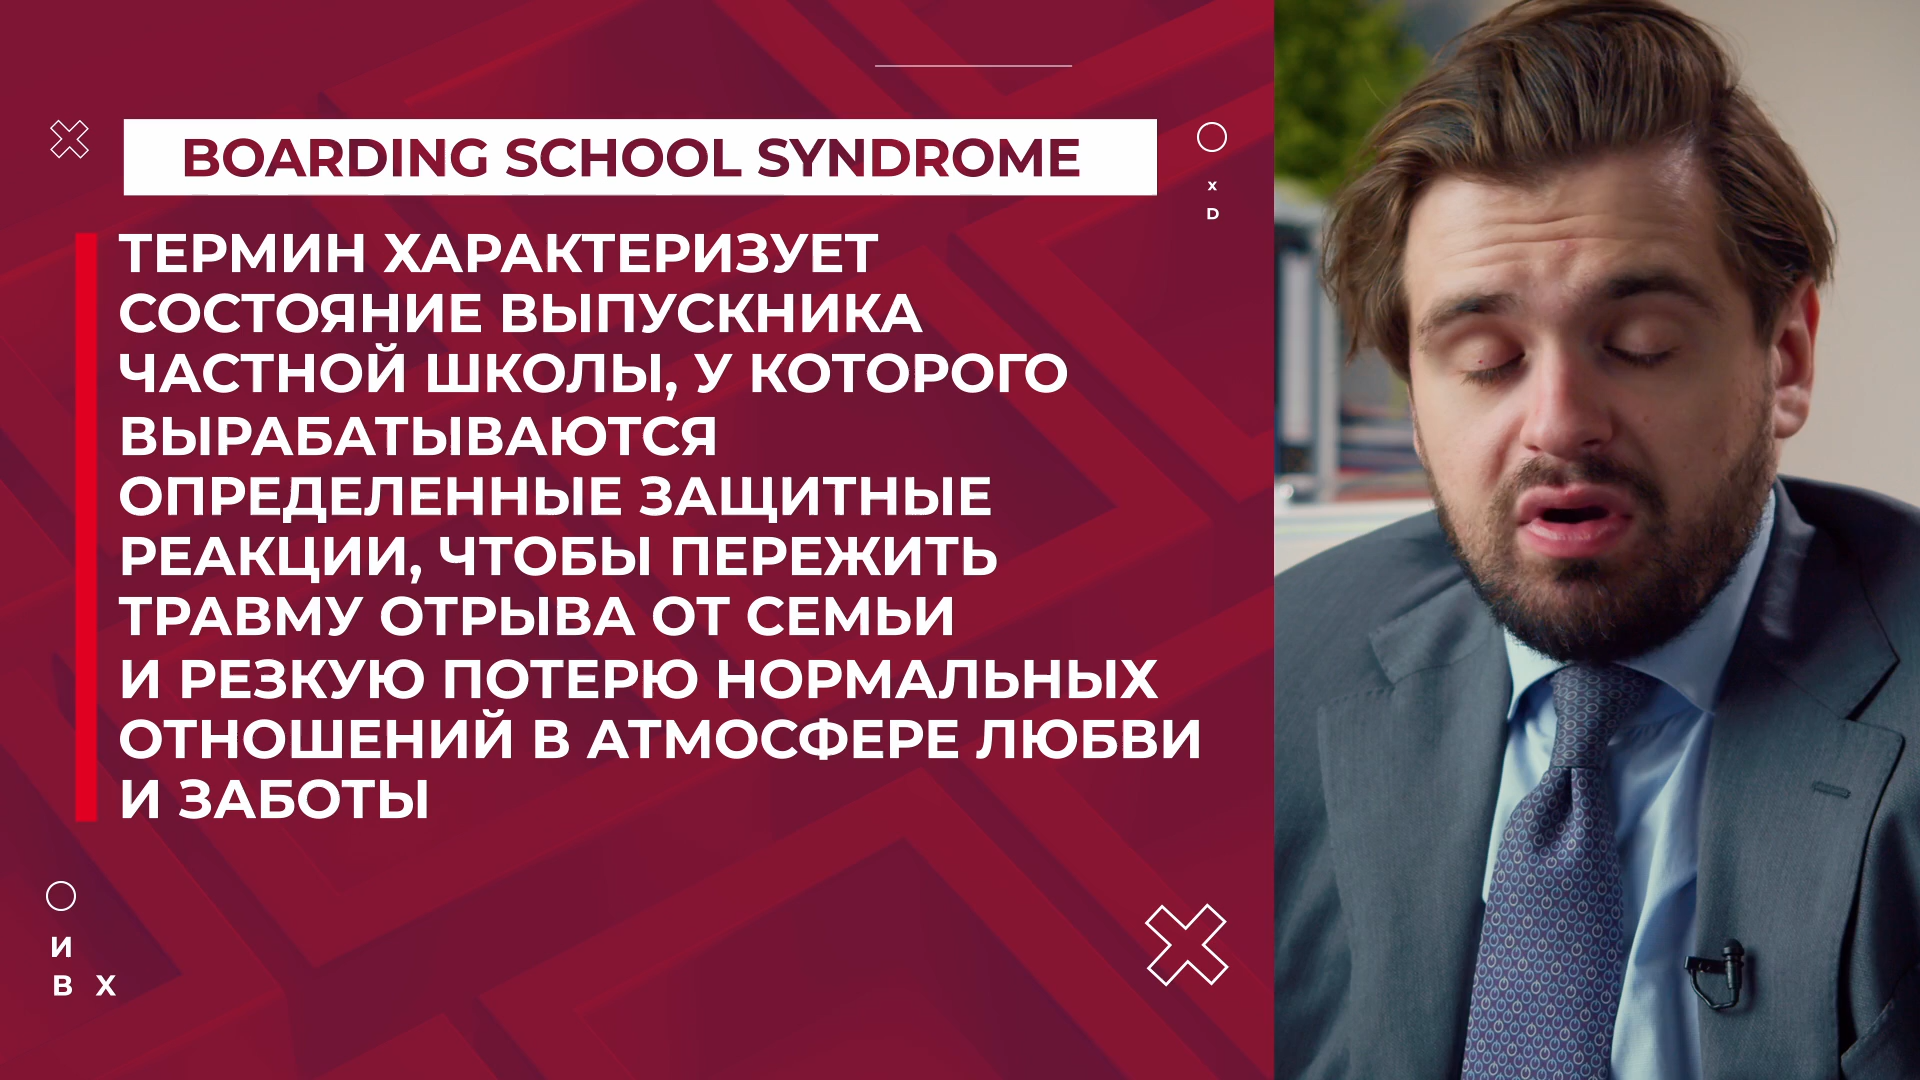 BOARDING SCHOOL SYNDROME
x
D
ТЕРМИН ХАРАКТЕРИЗУЕТ
СОСТОЯНИЕ ВЫПУСКНИКА
ЧАСТНОЙ ШКОЛЫ, У КОТОРОГО
ВЫРАБАТЫВАЮТСЯ
ОПРЕДЕЛЕННЫЕ ЗАЩИТНЫЕ
РЕАКЦИИ, ЧТОБЫ ПЕРЕЖИТЬ
ТРАВМУ ОТРЫВА ОТ СЕМЬИ
И РЕЗКУЮ ПОТЕРЮ НОРМАЛЬНЫХ
ОТНОШЕНИЙ В АТМОСФЕРЕ ЛЮБВИ
И ЗАБОТЫ
И
В Х